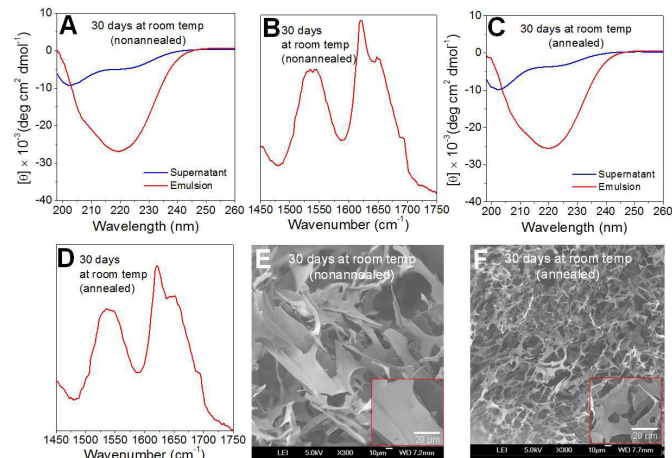 A
30 days at room temp
(nonannealed)
10
0
-10
-20
-30
-40
[θ] × 10⁻³(deg cm² dmol⁻¹)
Supernatant
Emulsion
200 210 220 230 240 250 260
Wavelength (nm)
B
30 days
at room temp
(nonannealed)
1450 1500 1550 1600 1650 1700 1750
Wavenumber (cm⁻¹)
C
30 days at room temp
(annealed)
10
0
-10
-20
-30
-40
[θ] × 10⁻³(deg cm² dmol⁻¹)
Supernatant
Emulsion
200 210 220 230 240 250 260
Wavelength (nm)
D
30 days
at room temp
(annealed)
1450 1500 1550 1600 1650 1700 1750
Wavenumber (cm⁻¹)
E
30 days at room temp
(nonannealed)
20 μm
LEI 5.0kV X300 10μm WD 7.2mm
F
30 days at room temp
(annealed)
20 μm
LEI 5.0kV X300 10μm WD 7.7mm